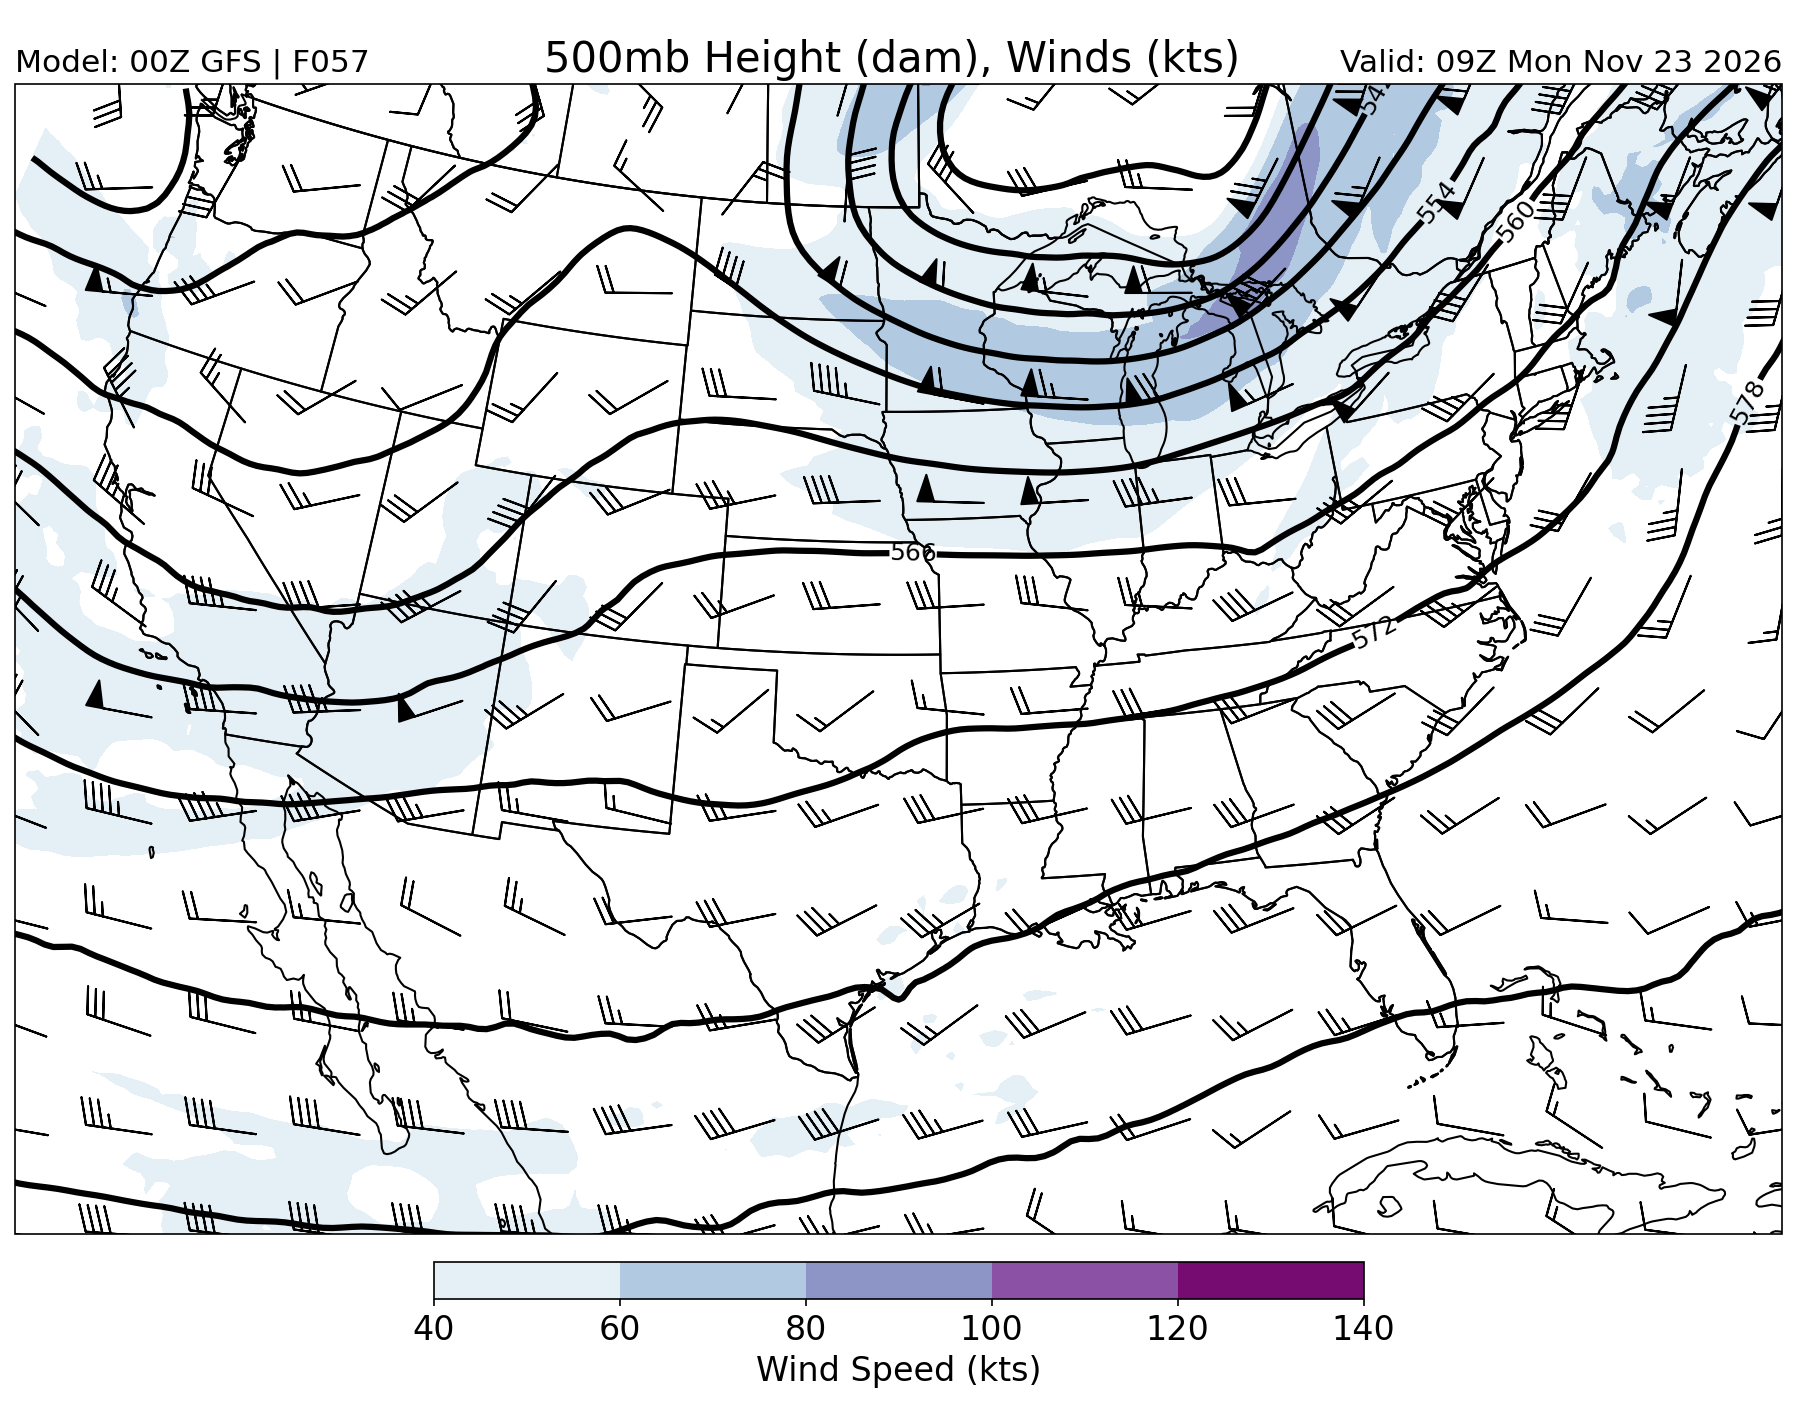 Model: 00Z GFS | F057
500mb Height (dam), Winds (kts)
Valid: 09Z Mon Nov 23 2026
554
560
578
566
572
40 60 80 100 120 140
Wind Speed (kts)